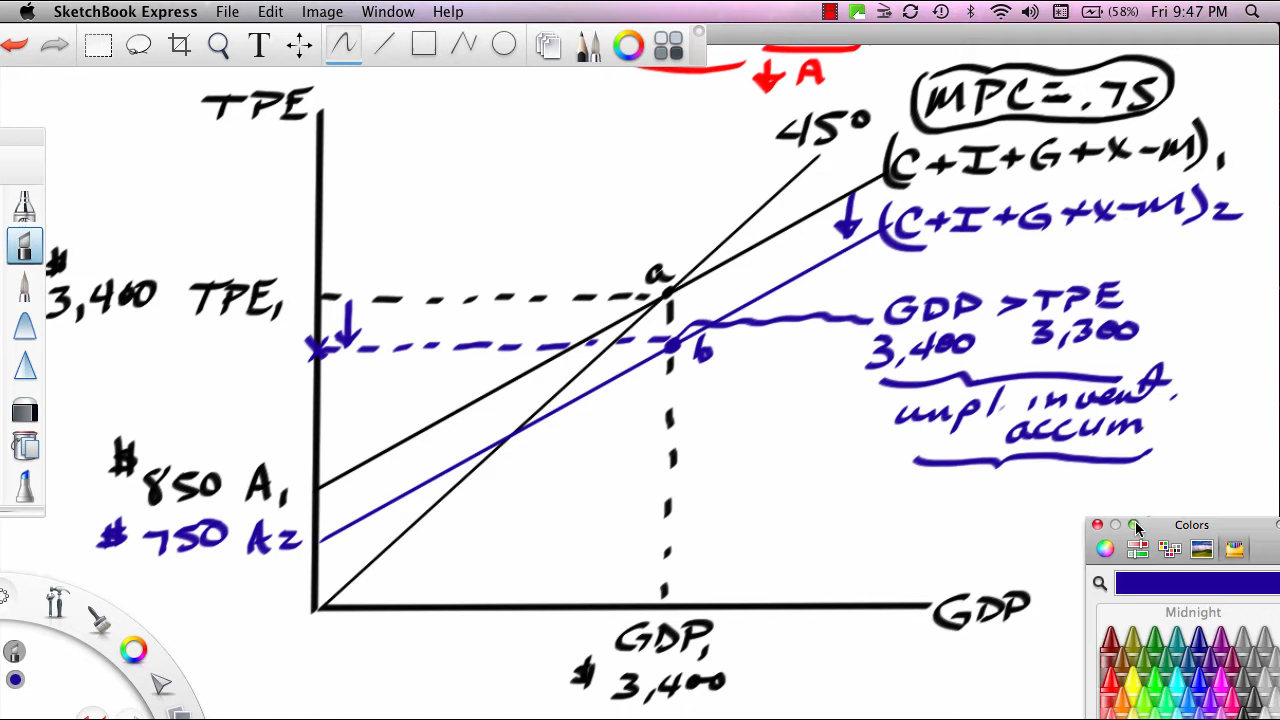 SketchBook Express File Edit Image Window Help (58%) Fri 9:47 PM
T
↓ A
TPE
MPC = .75
45°
(C+I+G+X-M)₁
(C+I+G+X-M)₂
a
$
3,400 TPE₁
GDP > TPE
3,400 3,300
b
unpl. invent.
accum
$
850 A₁
$ 750 A2
Colors
GDP
Midnight
GDP₁
$ 3,400